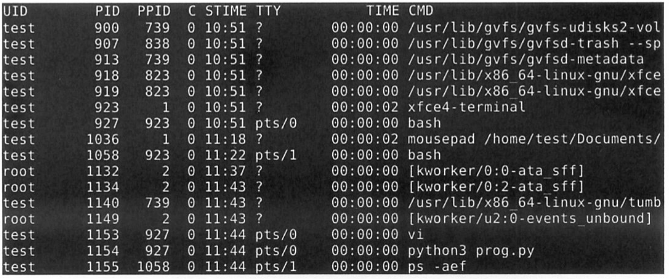 UID PID PPID C STIME TTY TIME CMD
test 900 739 0 10:51 ? 00:00:00 /usr/lib/gvfs/gvfs-udisks2-vol
test 907 838 0 10:51 ? 00:00:00 /usr/lib/gvfs/gvfsd-trash --sp
test 913 739 0 10:51 ? 00:00:00 /usr/lib/gvfs/gvfsd-metadata
test 918 823 0 10:51 ? 00:00:00 /usr/lib/x86_64-linux-gnu/xfce
test 919 823 0 10:51 ? 00:00:00 /usr/lib/x86_64-linux-gnu/xfce
test 923 1 0 10:51 ? 00:00:02 xfce4-terminal
test 927 923 0 10:51 pts/0 00:00:00 bash
test 1036 1 0 11:18 ? 00:00:02 mousepad /home/test/Documents/
test 1058 923 0 11:22 pts/1 00:00:00 bash
root 1132 2 0 11:37 ? 00:00:00 [kworker/0:0-ata_sff]
root 1134 2 0 11:43 ? 00:00:00 [kworker/0:2-ata_sff]
test 1140 739 0 11:43 ? 00:00:00 /usr/lib/x86_64-linux-gnu/tumb
root 1149 2 0 11:43 ? 00:00:00 [kworker/u2:0-events_unbound]
test 1153 927 0 11:44 pts/0 00:00:00 vi
test 1154 927 0 11:44 pts/0 00:00:00 python3 prog.py
test 1155 1058 0 11:44 pts/1 00:00:00 ps -aef